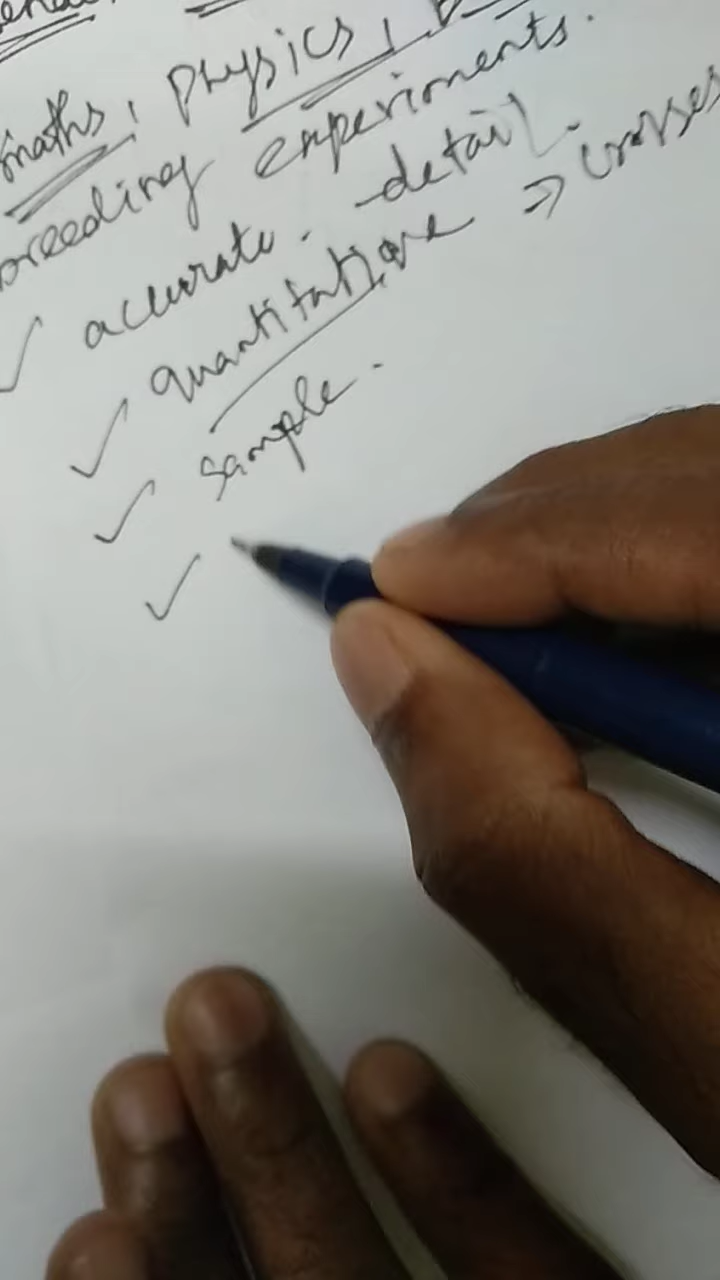 maths, Physics,
breeding experiments.
✓ accurate. detail.
✓ quantitative ⇒ crosses
✓ sample.
✓